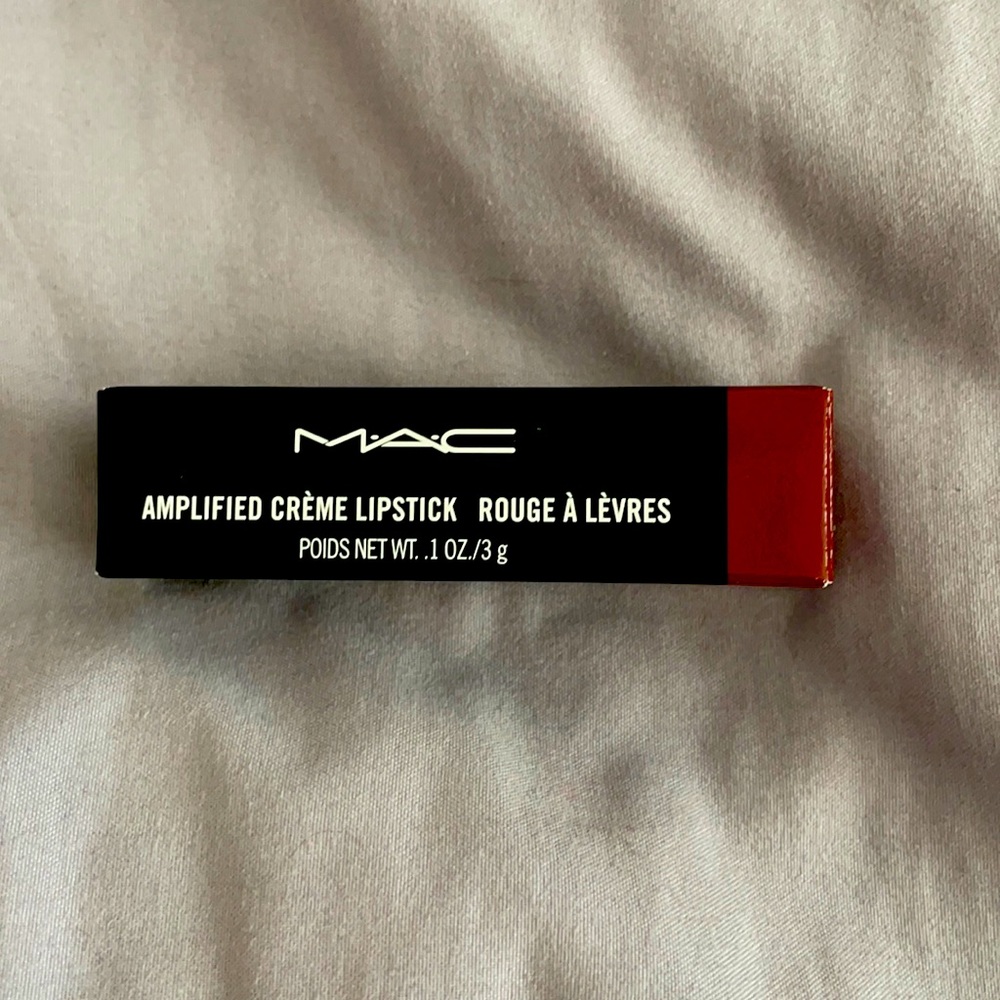 M·A·C
AMPLIFIED CRÈME LIPSTICK ROUGE À LÈVRES
POIDS NET WT. .1 OZ./3 g